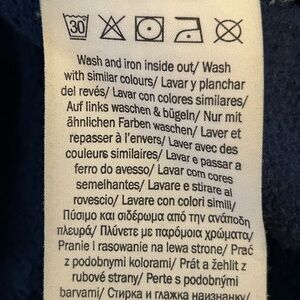 30
Wash and iron inside out/ Wash
with similar colours/ Lavar y planchar
del revés/ Lavar con colores similares/
Auf links waschen & bügeln/ Nur mit
ähnlichen Farben waschen/ Laver et
repasser à l'envers/ Laver avec des
couleurs similaires/ Lavar e passar a
ferro do avesso/ Lavar com cores
semelhantes/ Lavare e stirare al
rovescio/ Lavare con colori simili/
Πύσιμο και σιδέρωμα από την ανάποδη
πλευρά/ Πλύνετε με παρόμοια χρώματα/
Pranie I rasowanie na lewa strone/ Prać
z podobnymi kolorami/ Prát a žehlit z
rubové strany/ Perte s podobnými
barvami/ Стирка и глажка наизнанку/